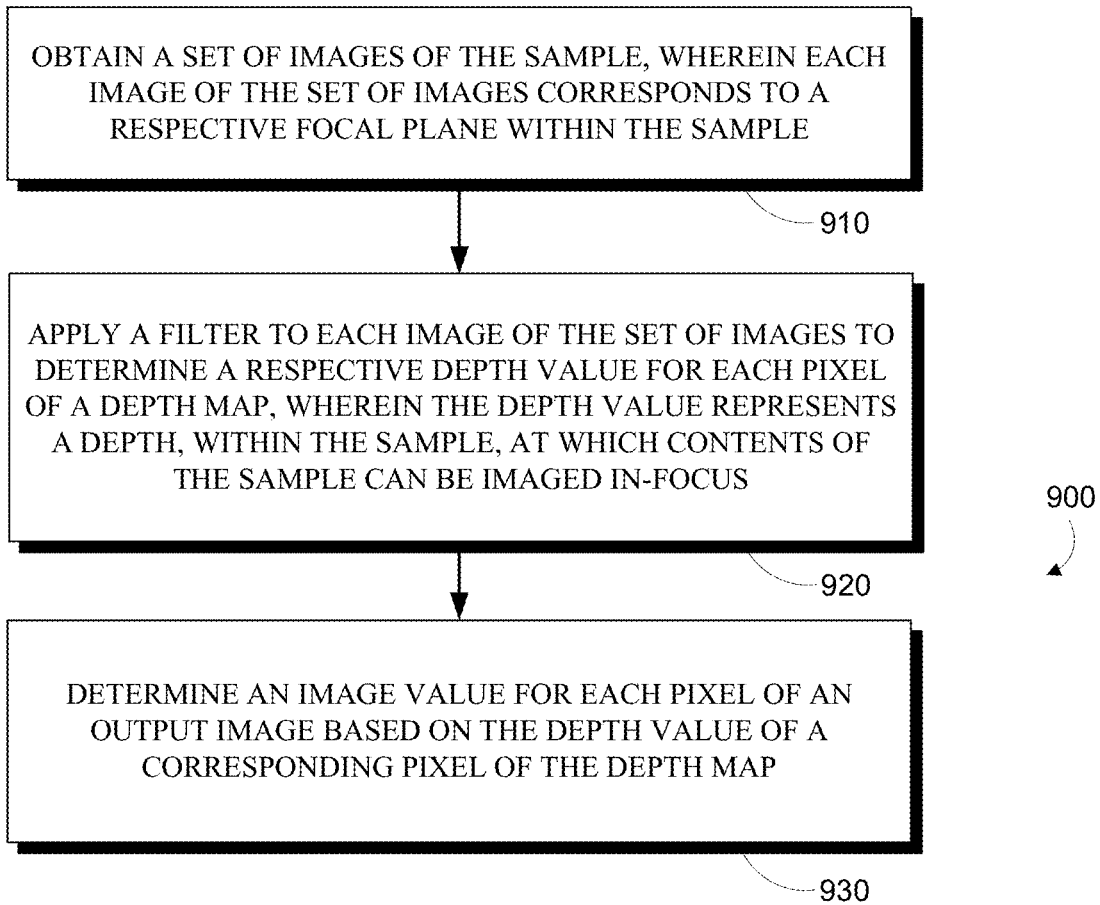 OBTAIN A SET OF IMAGES OF THE SAMPLE, WHEREIN EACH
IMAGE OF THE SET OF IMAGES CORRESPONDS TO A
RESPECTIVE FOCAL PLANE WITHIN THE SAMPLE
910
APPLY A FILTER TO EACH IMAGE OF THE SET OF IMAGES TO
DETERMINE A RESPECTIVE DEPTH VALUE FOR EACH PIXEL
OF A DEPTH MAP, WHEREIN THE DEPTH VALUE REPRESENTS
A DEPTH, WITHIN THE SAMPLE, AT WHICH CONTENTS OF
THE SAMPLE CAN BE IMAGED IN-FOCUS
900
920
DETERMINE AN IMAGE VALUE FOR EACH PIXEL OF AN
OUTPUT IMAGE BASED ON THE DEPTH VALUE OF A
CORRESPONDING PIXEL OF THE DEPTH MAP
930